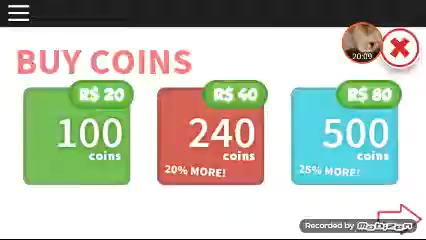 20:09
BUY COINS
R$ 20
100
coins
R$ 40
240
coins
20% MORE!
R$ 80
500
coins
25% MORE!
Recorded by Mobizen